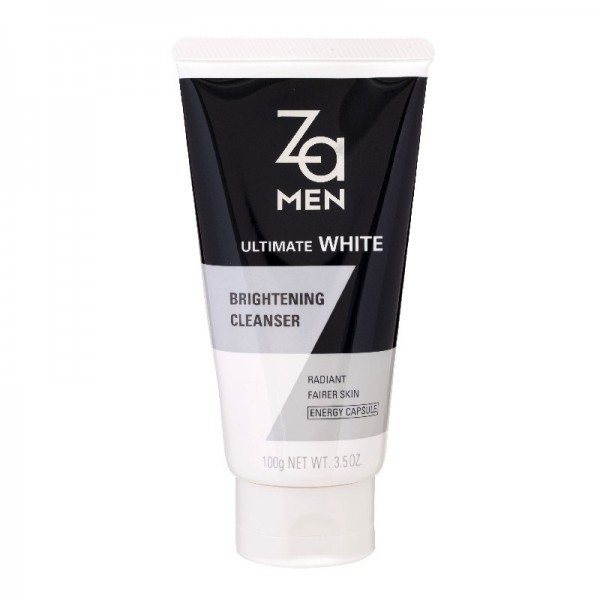 Za
MEN
ULTIMATE WHITE
BRIGHTENING
CLEANSER
RADIANT
FAIRER SKIN
ENERGY CAPSULE
100g NET WT. 3.5 OZ.